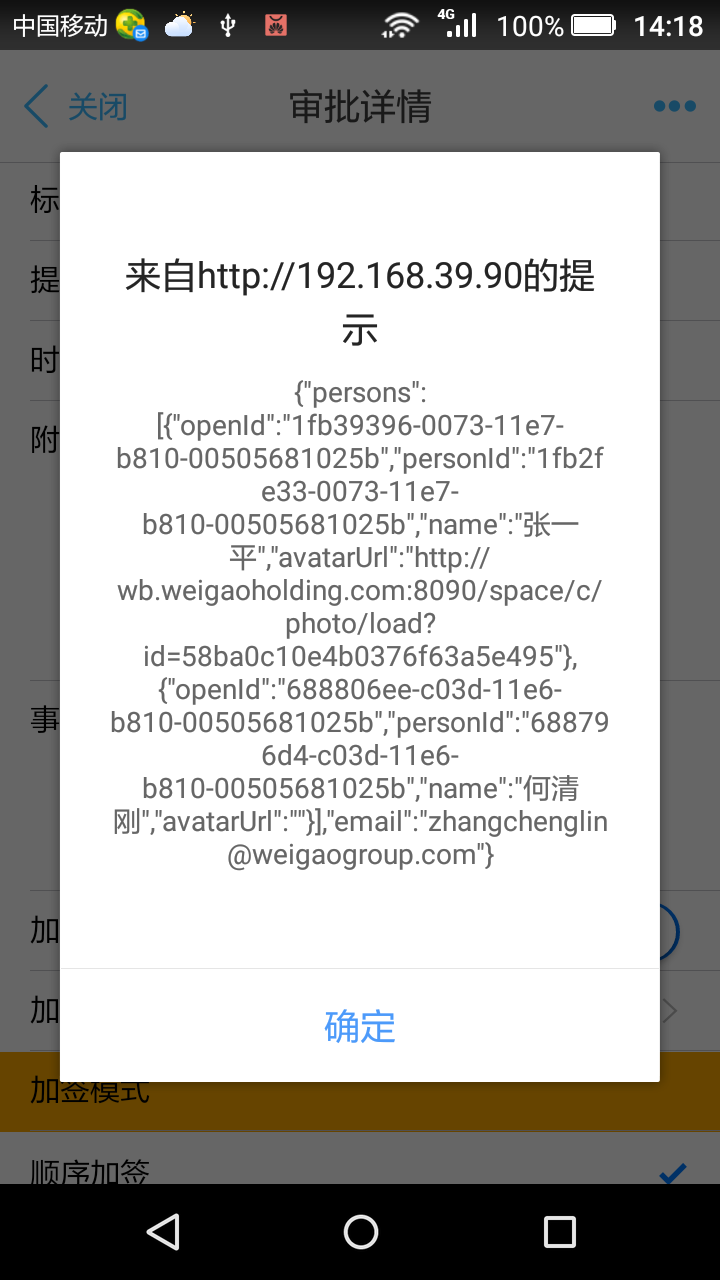 中国移动 4G 100% 14:18
关闭 审批详情
标
提
时
附
事
加
加
加签模式
顺序加签
来自http://192.168.39.90的提
示
{"persons":
[{"openId":"1fb39396-0073-11e7-
b810-00505681025b","personId":"1fb2f
e33-0073-11e7-
b810-00505681025b","name":"张一
平","avatarUrl":"http://
wb.weigaoholding.com:8090/space/c/
photo/load?
id=58ba0c10e4b0376f63a5e495"},
{"openId":"688806ee-c03d-11e6-
b810-00505681025b","personId":"68879
6d4-c03d-11e6-
b810-00505681025b","name":"何清
刚","avatarUrl":""}],"email":"zhangchenglin
@weigaogroup.com"}
确定